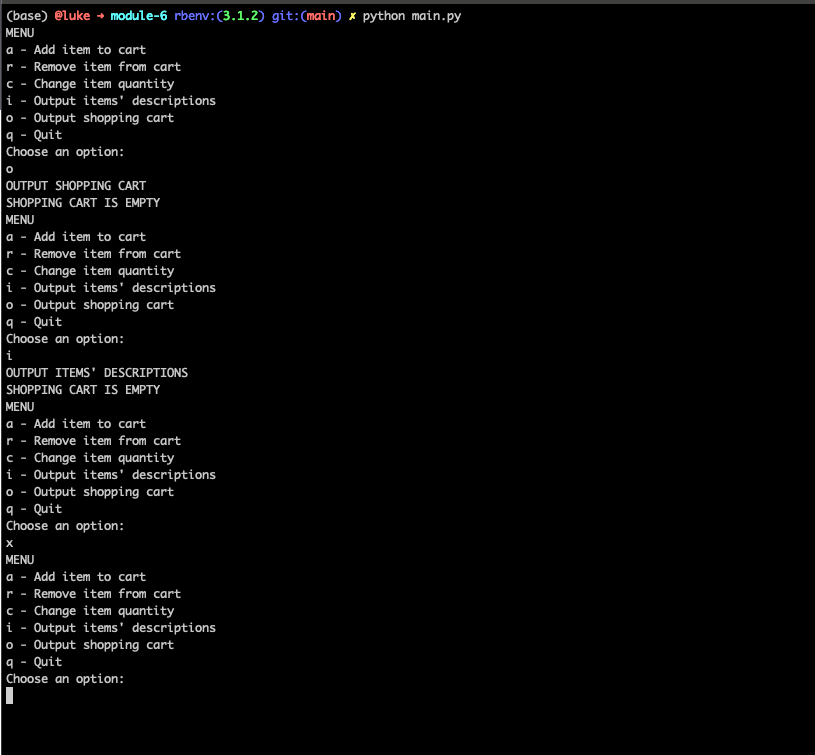 (base) @luke → module-6 rbenv:(3.1.2) git:(main) ✗ python main.py
MENU
a - Add item to cart
r - Remove item from cart
c - Change item quantity
i - Output items' descriptions
o - Output shopping cart
q - Quit
Choose an option:
o
OUTPUT SHOPPING CART
SHOPPING CART IS EMPTY
MENU
a - Add item to cart
r - Remove item from cart
c - Change item quantity
i - Output items' descriptions
o - Output shopping cart
q - Quit
Choose an option:
i
OUTPUT ITEMS' DESCRIPTIONS
SHOPPING CART IS EMPTY
MENU
a - Add item to cart
r - Remove item from cart
c - Change item quantity
i - Output items' descriptions
o - Output shopping cart
q - Quit
Choose an option:
x
MENU
a - Add item to cart
r - Remove item from cart
c - Change item quantity
i - Output items' descriptions
o - Output shopping cart
q - Quit
Choose an option: